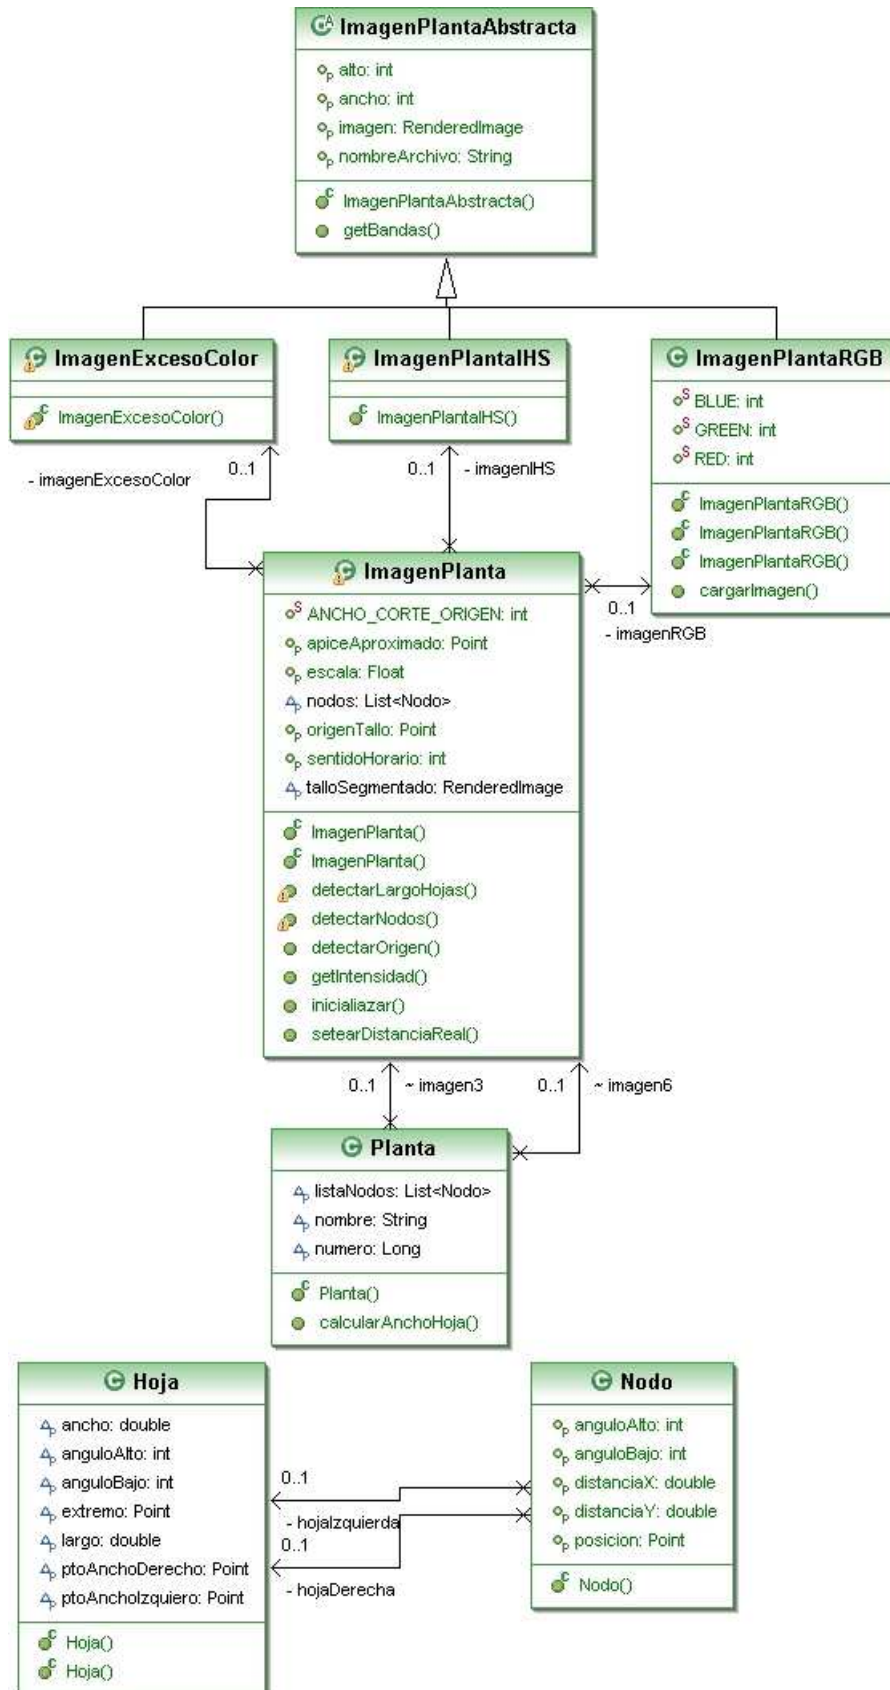 ImagenPlantaAbstracta
alto: int
ancho: int
imagen: RenderedImage
nombreArchivo: String
ImagenPlantaAbstracta()
getBandas()
ImagenExcesoColor
ImagenExcesoColor()
ImagenPlantaIHS
ImagenPlantaIHS()
ImagenPlantaRGB
BLUE: int
GREEN: int
RED: int
ImagenPlantaRGB()
ImagenPlantaRGB()
ImagenPlantaRGB()
cargarImagen()
- imagenExcesoColor
0..1
0..1
- imagenIHS
0..1
- imagenRGB
ImagenPlanta
ANCHO_CORTE_ORIGEN: int
apiceAproximado: Point
escala: Float
nodos: List<Nodo>
origenTallo: Point
sentidoHorario: int
talloSegmentado: RenderedImage
ImagenPlanta()
ImagenPlanta()
detectarLargoHojas()
detectarNodos()
detectarOrigen()
getIntensidad()
inicialiazar()
setearDistanciaReal()
0..1
~ imagen3
0..1
~ imagen6
Planta
listaNodos: List<Nodo>
nombre: String
numero: Long
Planta()
calcularAnchoHoja()
Hoja
ancho: double
anguloAlto: int
anguloBajo: int
extremo: Point
largo: double
ptoAnchoDerecho: Point
ptoAnchoIzquiero: Point
Hoja()
Hoja()
0..1
- hojaIzquierda
0..1
- hojaDerecha
Nodo
anguloAlto: int
anguloBajo: int
distanciaX: double
distanciaY: double
posicion: Point
Nodo()